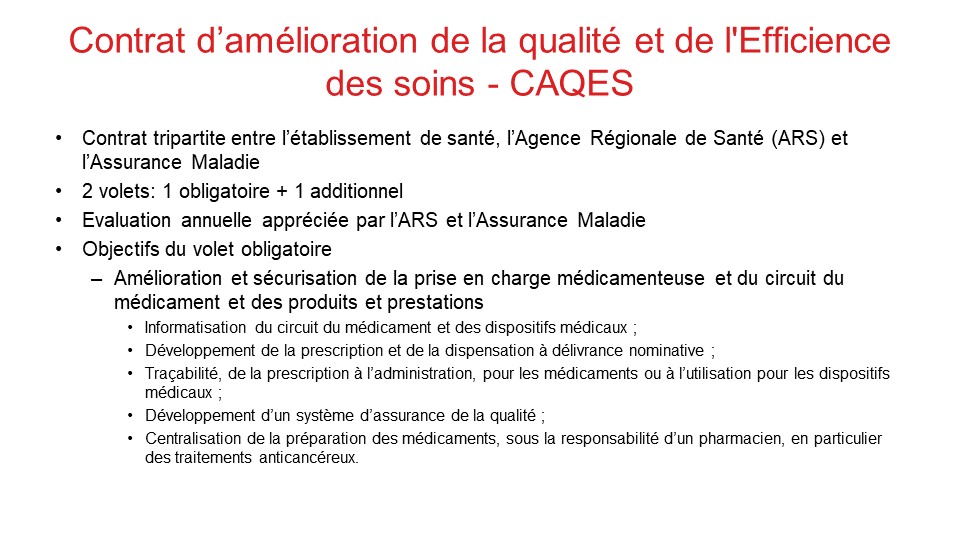 Contrat d’amélioration de la qualité et de l'Efficience
des soins - CAQES
• Contrat tripartite entre l’établissement de santé, l’Agence Régionale de Santé (ARS) et
l’Assurance Maladie
• 2 volets: 1 obligatoire + 1 additionnel
• Evaluation annuelle appréciée par l’ARS et l’Assurance Maladie
• Objectifs du volet obligatoire
– Amélioration et sécurisation de la prise en charge médicamenteuse et du circuit du
médicament et des produits et prestations
• Informatisation du circuit du médicament et des dispositifs médicaux ;
• Développement de la prescription et de la dispensation à délivrance nominative ;
• Traçabilité, de la prescription à l’administration, pour les médicaments ou à l’utilisation pour les dispositifs
médicaux ;
• Développement d’un système d’assurance de la qualité ;
• Centralisation de la préparation des médicaments, sous la responsabilité d’un pharmacien, en particulier
des traitements anticancéreux.